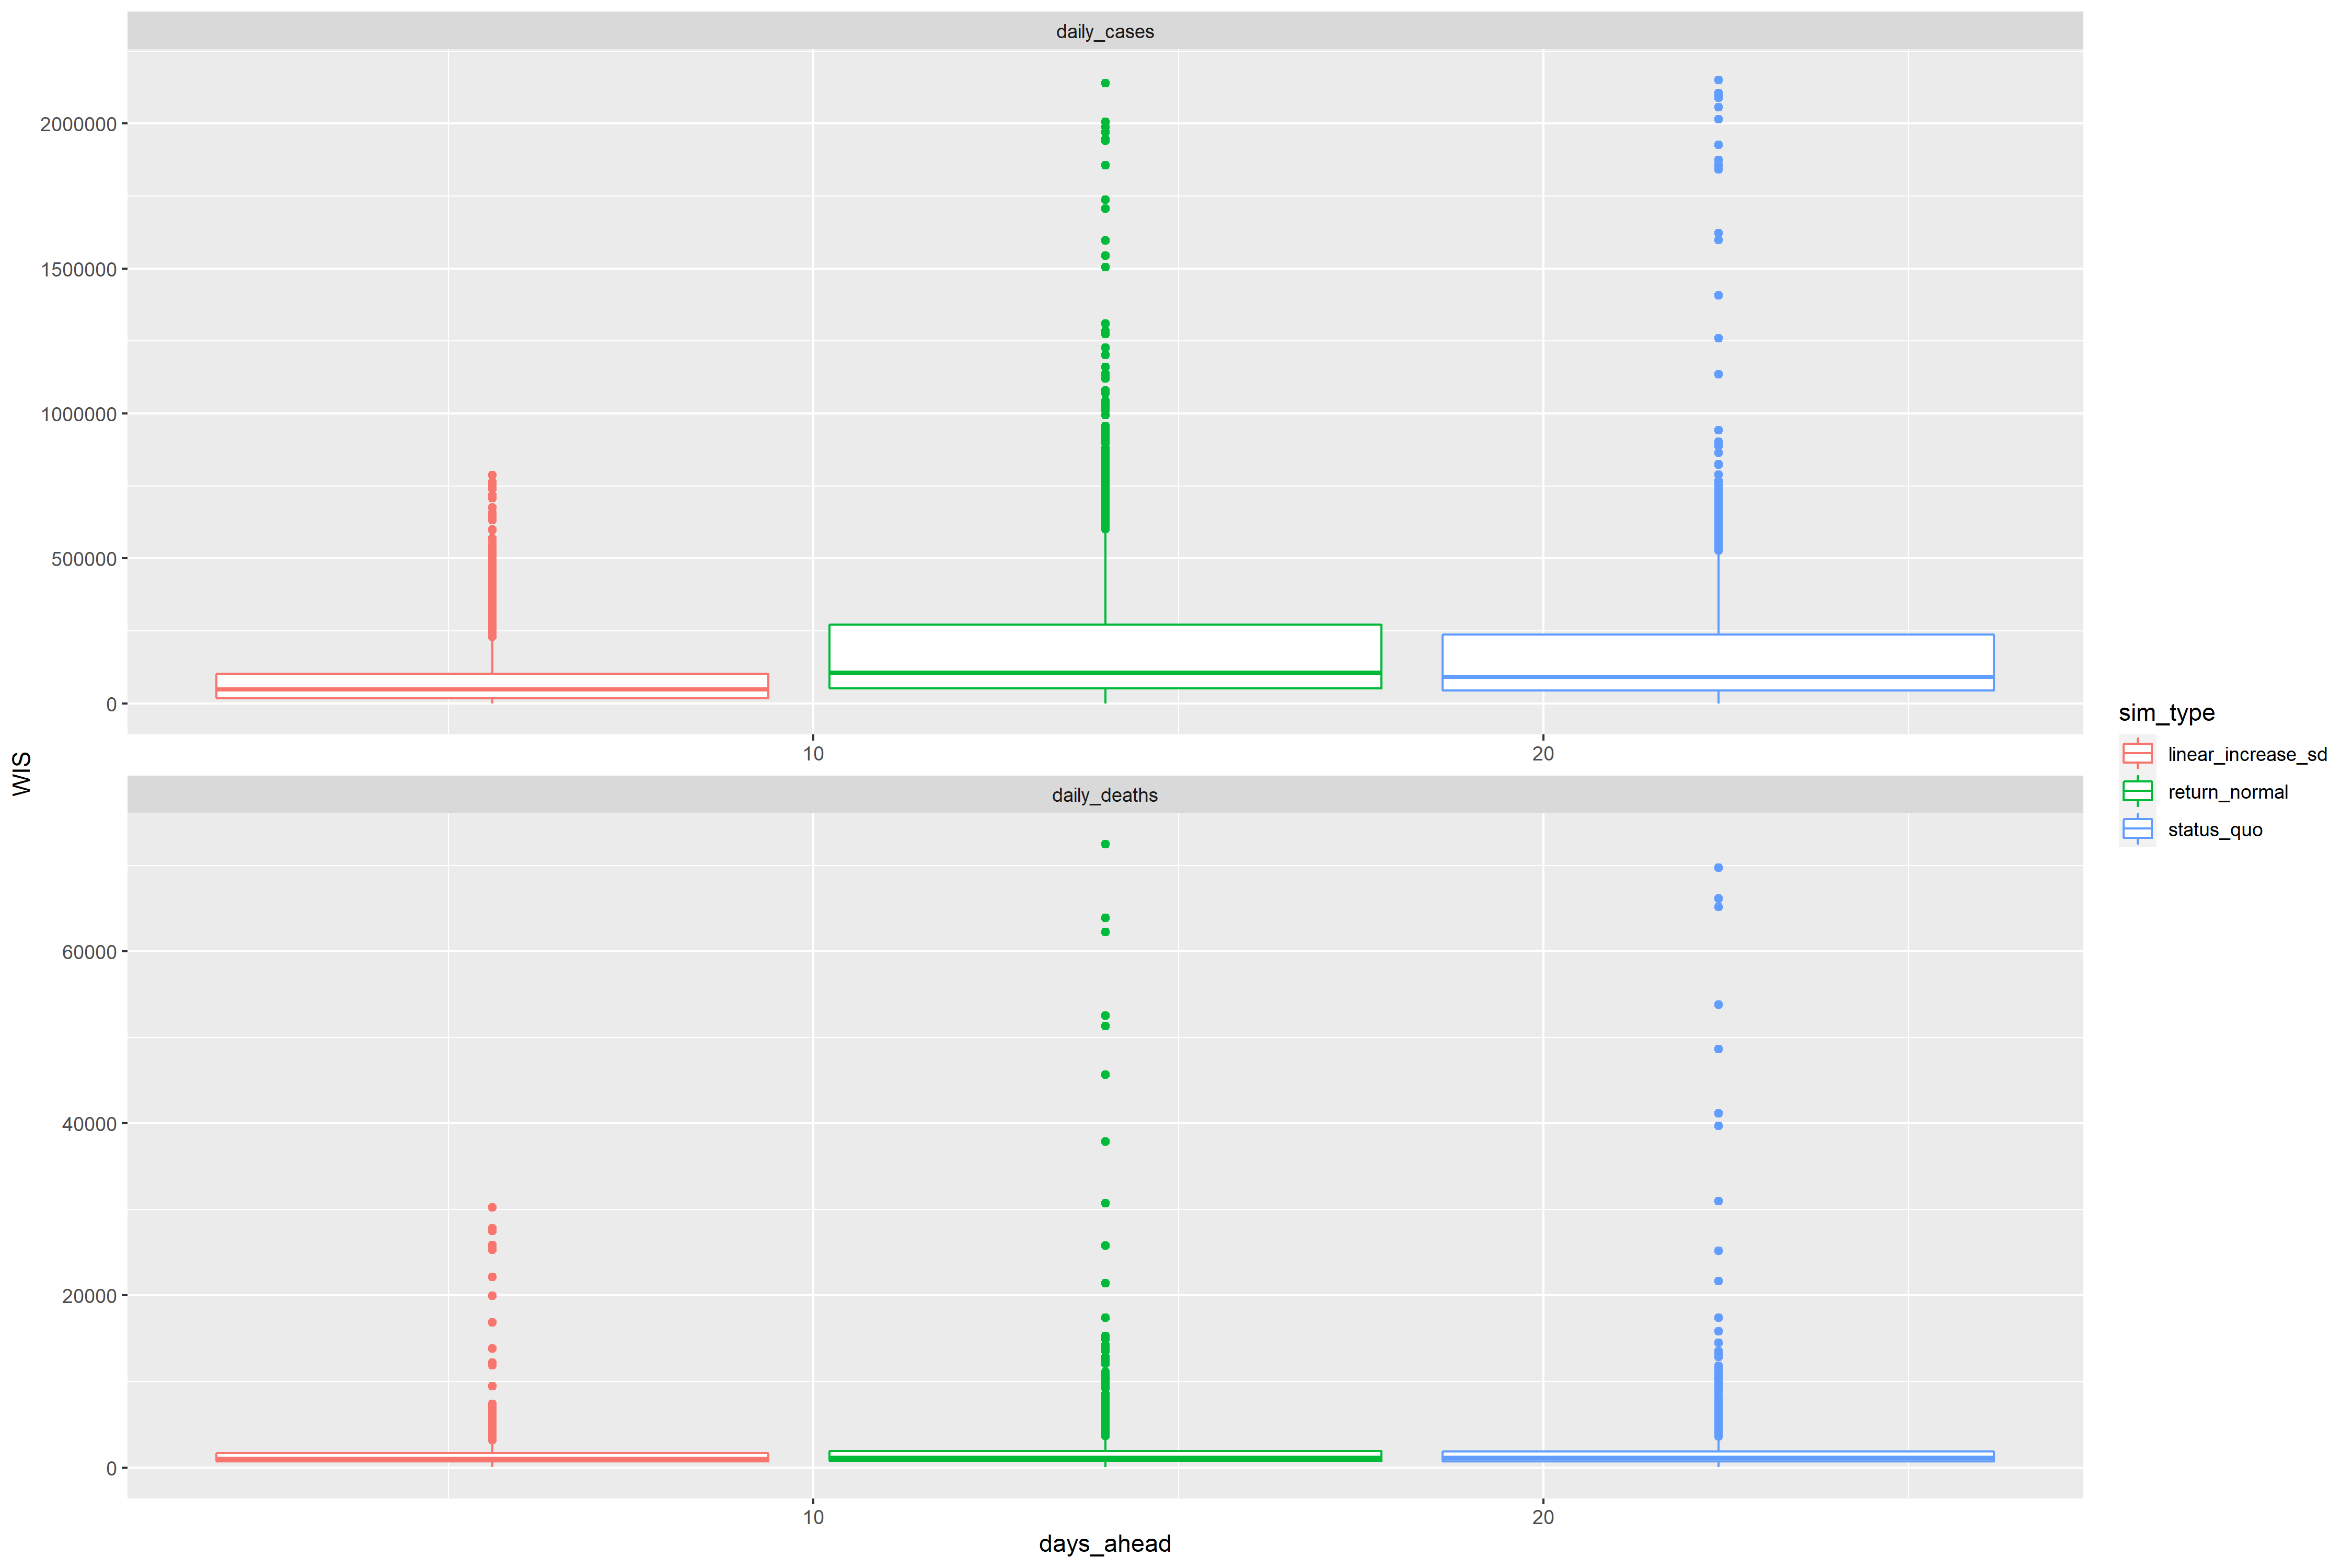 daily_cases
2000000
1500000
1000000
500000
0
10 20
WIS
sim_type
linear_increase_sd
return_normal
status_quo
daily_deaths
60000
40000
20000
0
10 20
days_ahead